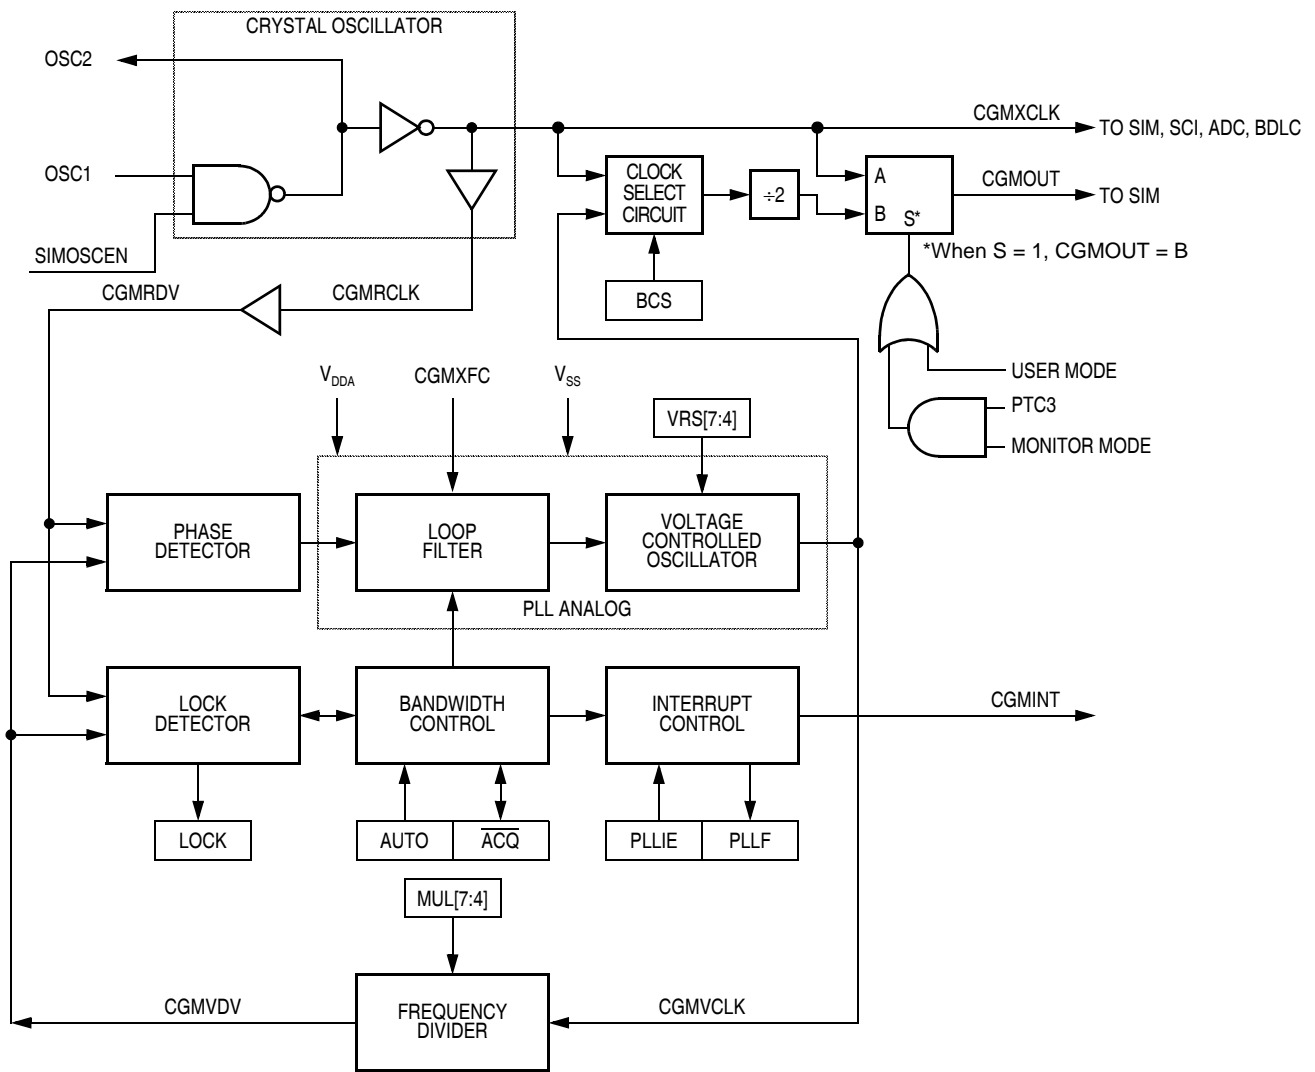 CRYSTAL OSCILLATOR
OSC2
CGMXCLK
TO SIM, SCI, ADC, BDLC
OSC1
CLOCK
SELECT
CIRCUIT
÷2
A
B
S*
CGMOUT
TO SIM
SIMOSCEN
*When S = 1, CGMOUT = B
CGMRDV
CGMRCLK
BCS
VDDA
CGMXFC
VSS
USER MODE
PTC3
VRS[7:4]
MONITOR MODE
PHASE
DETECTOR
LOOP
FILTER
VOLTAGE
CONTROLLED
OSCILLATOR
PLL ANALOG
LOCK
DETECTOR
BANDWIDTH
CONTROL
INTERRUPT
CONTROL
CGMINT
LOCK
AUTO
ACQ
PLLIE
PLLF
MUL[7:4]
CGMVDV
FREQUENCY
DIVIDER
CGMVCLK